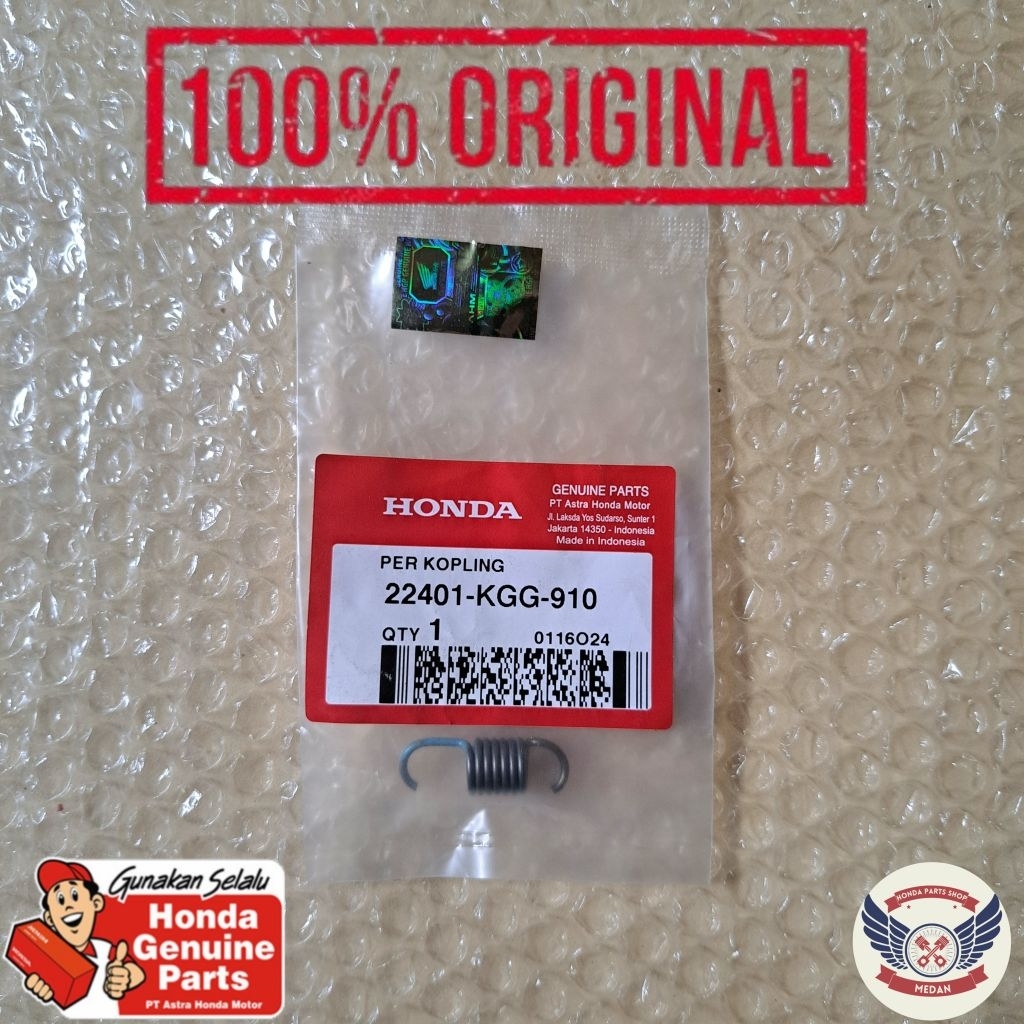 100% ORIGINAL
AHM
HONDA
GENUINE PARTS
PT Astra Honda Motor
Jl. Laksda Yos Sudarso, Sunter 1
Jakarta 14350 - Indonesia
Made in Indonesia
PER KOPLING
22401-KGG-910
QTY 1
0116O24
Gunakan Selalu
Honda
Genuine
Parts
PT Astra Honda Motor
HONDA PARTS SHOP
MEDAN